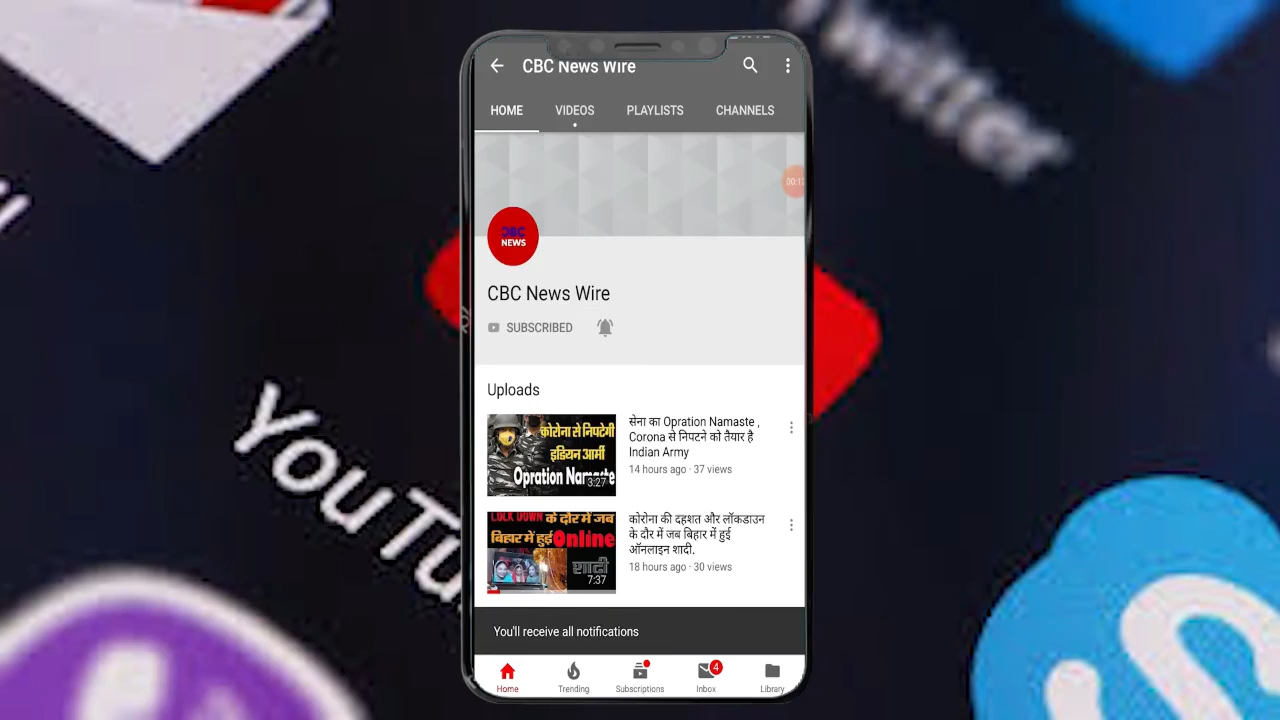 CBC News Wire
HOME VIDEOS PLAYLISTS CHANNELS
CBC
NEWS
CBC News Wire
SUBSCRIBED
Uploads
कोरोना से निपटेगी
इंडियन आर्मी
Opration Namaste
3:27
सेना का Opration Namaste ,
Corona से निपटने को तैयार है
Indian Army
14 hours ago · 37 views
LOCK DOWN के दौर में जब
बिहार में हुई Online
शादी
7:37
कोरोना की दहशत और लॉकडाउन
के दौर में जब बिहार में हुई
ऑनलाइन शादी.
18 hours ago · 30 views
You'll receive all notifications
4
Home Trending Subscriptions Inbox Library
YouTu